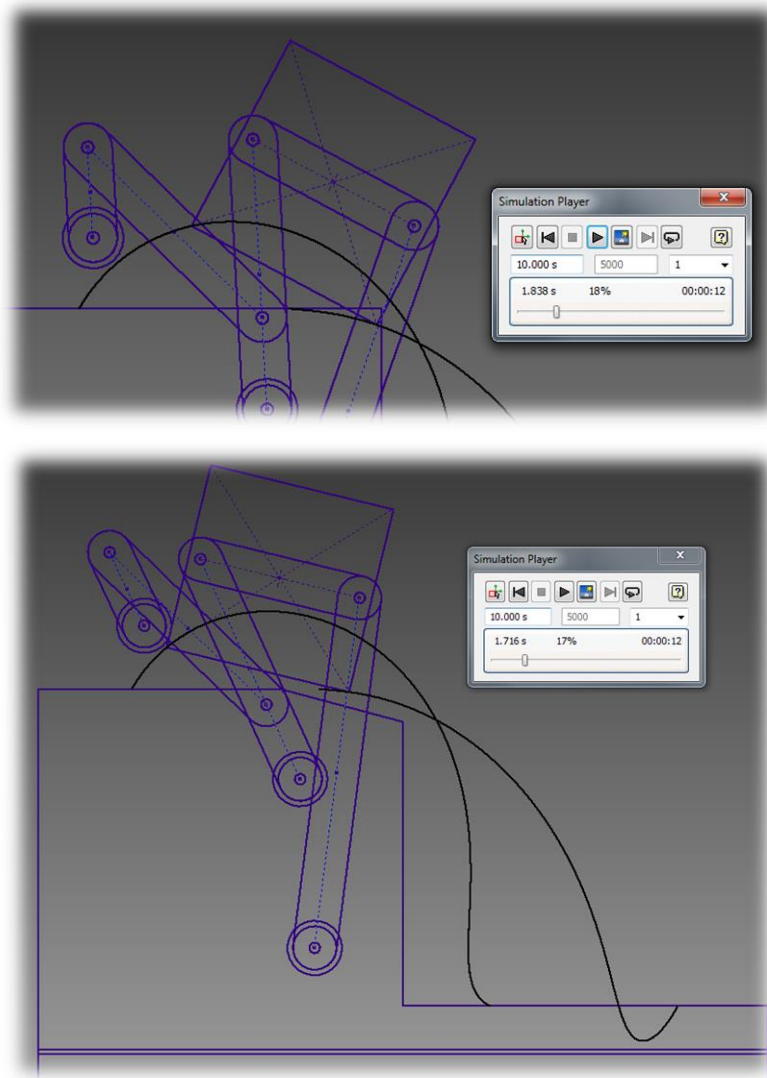 Simulation Player
10.000 s 5000 1
1.838 s 18% 00:00:12
Simulation Player
10.000 s 5000 1
1.716 s 17% 00:00:12